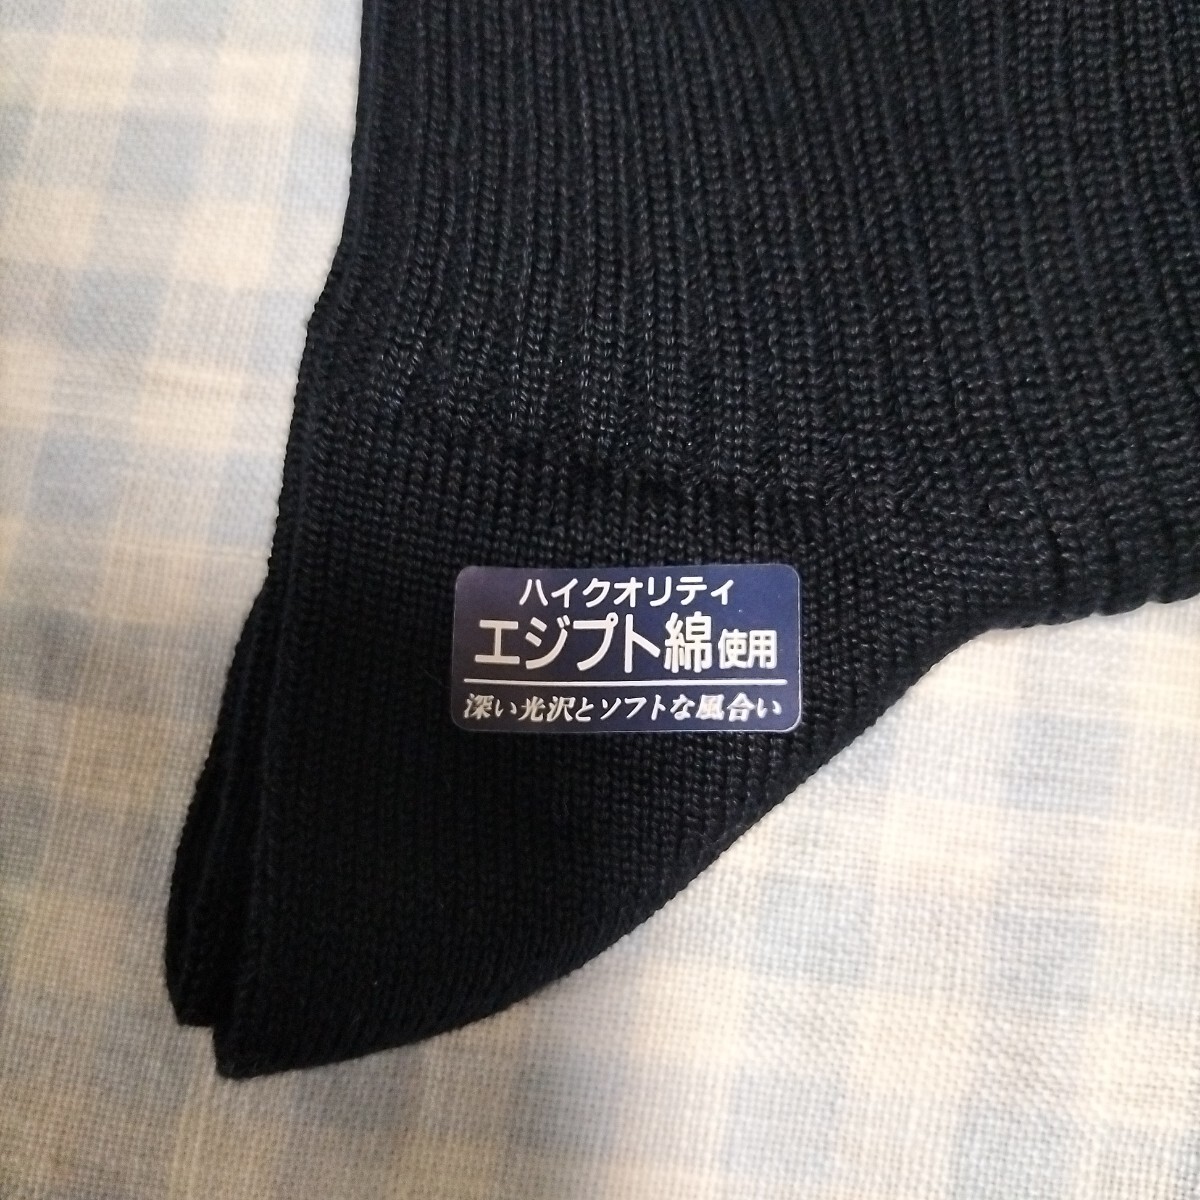 ハイクオリティ
エジプト綿使用
深い光沢とソフトな風合い